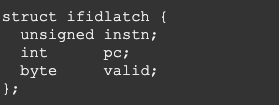 struct ifidlatch {
  unsigned instn;
  int      pc;
  byte     valid;
};